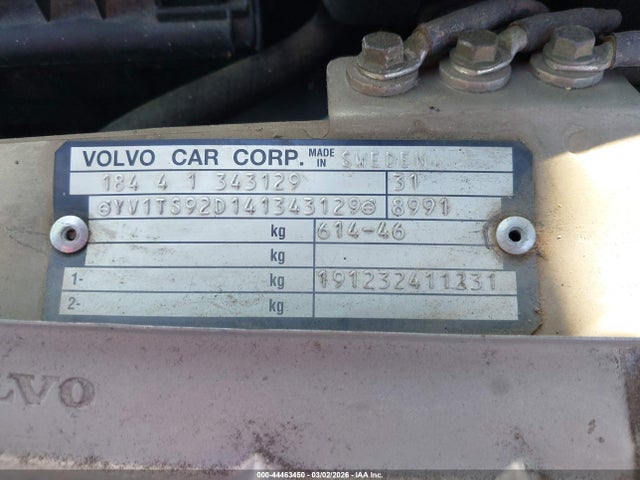 VOLVO CAR CORP. MADE IN SWEDEN
184 4 1 343129 31
YV1TS92D141343129 8991
kg 614-46
kg
1- kg 191232411231
2- kg
VOLVO
000-44463450 | 03/02/2026 | IAA Inc.